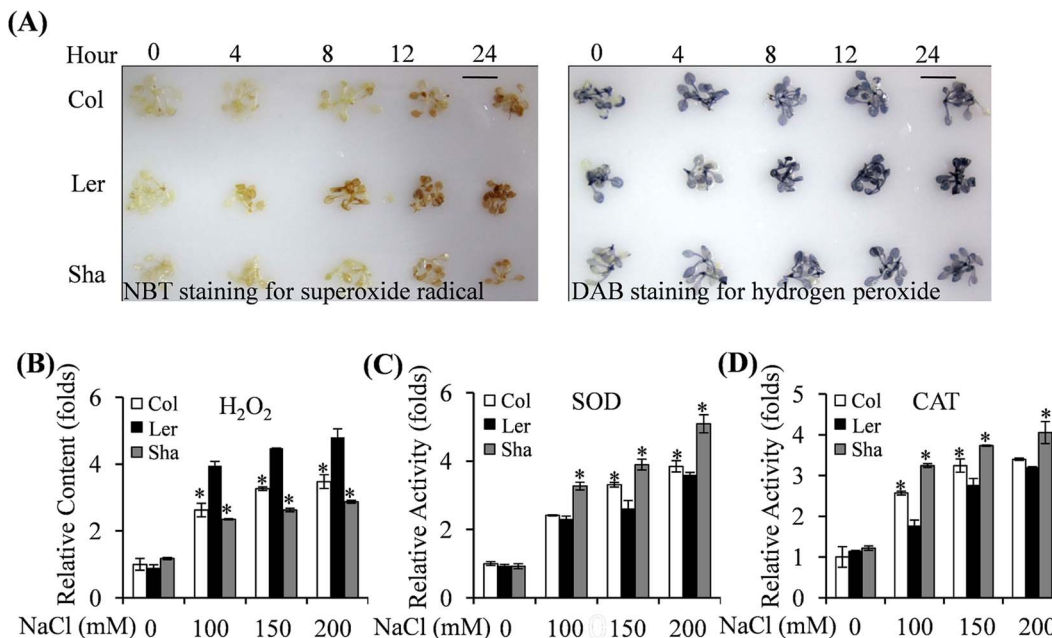 (A)
Hour 0 4 8 12 24 0 4 8 12 24
Col
Ler
Sha
NBT staining for superoxide radical DAB staining for hydrogen peroxide
(B) (C) (D)
Relative Content (folds)
6
4
2
0
Col
Ler
Sha
H₂O₂
* * * * * *
NaCl (mM) 0 100 150 200
Relative Activity (folds)
6
4
2
0
Col
Ler
Sha
SOD
* * * * *
NaCl (mM) 0 100 150 200
Relative Activity (folds)
5
4
3
2
1
0
Col
Ler
Sha
CAT
* * * * *
NaCl (mM) 0 100 150 200